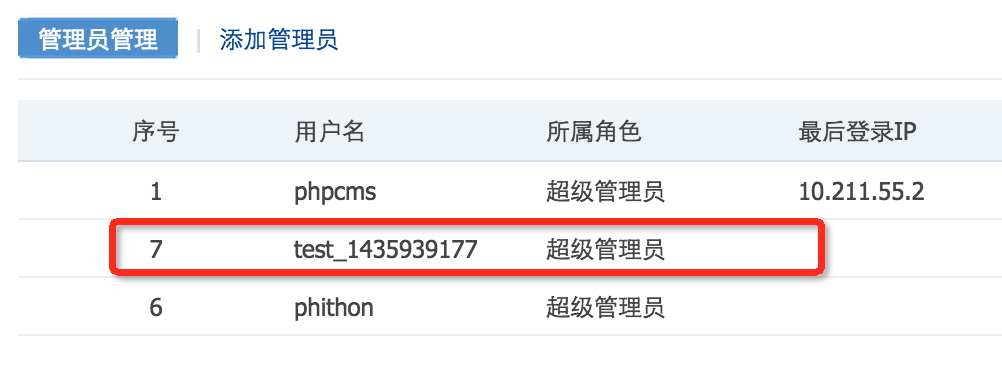 管理员管理 | 添加管理员
序号 用户名 所属角色 最后登录IP
1 phpcms 超级管理员 10.211.55.2
7 test_1435939177 超级管理员
6 phithon 超级管理员